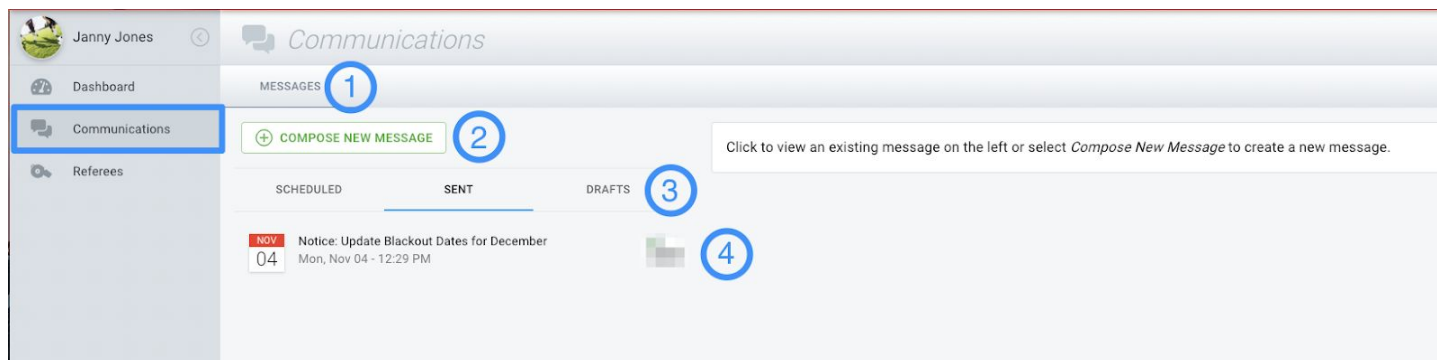 Janny Jones
Communications
Dashboard
MESSAGES 1
Communications
COMPOSE NEW MESSAGE 2
Click to view an existing message on the left or select Compose New Message to create a new message.
Referees
SCHEDULED SENT DRAFTS 3
NOV
04
Notice: Update Blackout Dates for December
Mon, Nov 04 - 12:29 PM
4